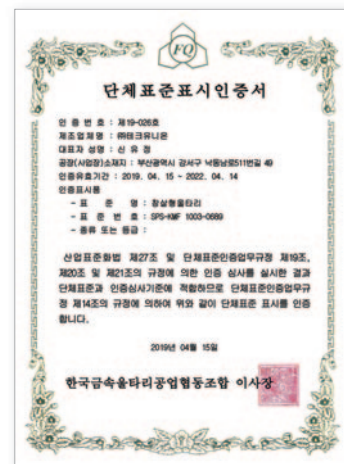 FQ
단체표준표시인증서
인 증 번 호 : 제19-026호
제조업체명 : ㈜테크유니온
대표자 성명 : 신 유 정
공장(사업장)소재지 : 부산광역시 강서구 낙동남로511번길 49
인증유효기간 : 2019. 04. 15 ~ 2022. 04. 14
인증표시품
- 표 준 명 : 창살형울타리
- 표 준 번 호 : SPS-KMF 1003-0689
- 종류 또는 등급 :
산업표준화법 제27조 및 단체표준인증업무규정 제19조,
제20조 및 제21조의 규정에 의한 인증 심사를 실시한 결과
단체표준과 인증심사기준에 적합하므로 단체표준인증업무규
정 제14조의 규정에 의하여 위와 같이 단체표준 표시를 인증
합니다.
2019년 04월 15일
한국금속울타리공업협동조합 이사장